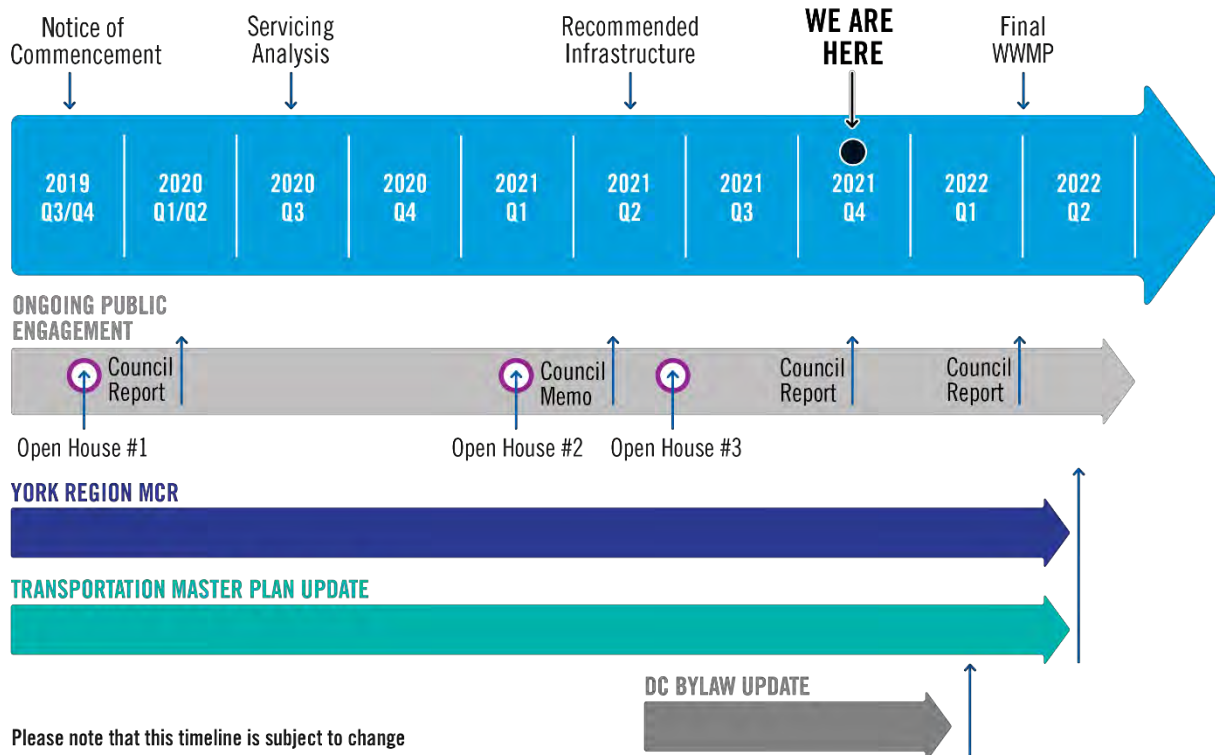 Notice of
Commencement
Servicing
Analysis
Recommended
Infrastructure
WE ARE
HERE
Final
WWMP
2019
Q3/Q4
2020
Q1/Q2
2020
Q3
2020
Q4
2021
Q1
2021
Q2
2021
Q3
2021
Q4
2022
Q1
2022
Q2
ONGOING PUBLIC
ENGAGEMENT
Council
Report
Council
Memo
Council
Report
Council
Report
Open House #1
Open House #2
Open House #3
YORK REGION MCR
TRANSPORTATION MASTER PLAN UPDATE
DC BYLAW UPDATE
Please note that this timeline is subject to change